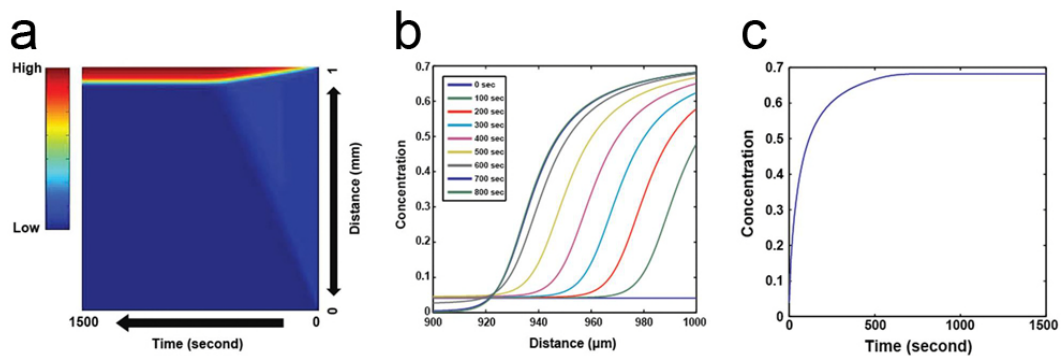 a
High
Low
1
Distance (mm)
0
1500
0
Time (second)
b
0.7
0.6
0.5
0.4
0.3
0.2
0.1
0
0 sec
100 sec
200 sec
300 sec
400 sec
500 sec
600 sec
700 sec
800 sec
Concentration
900
920
940
960
980
1000
Distance (µm)
c
0.7
0.6
0.5
0.4
0.3
0.2
0.1
0
Concentration
0
500
1000
1500
Time (second)